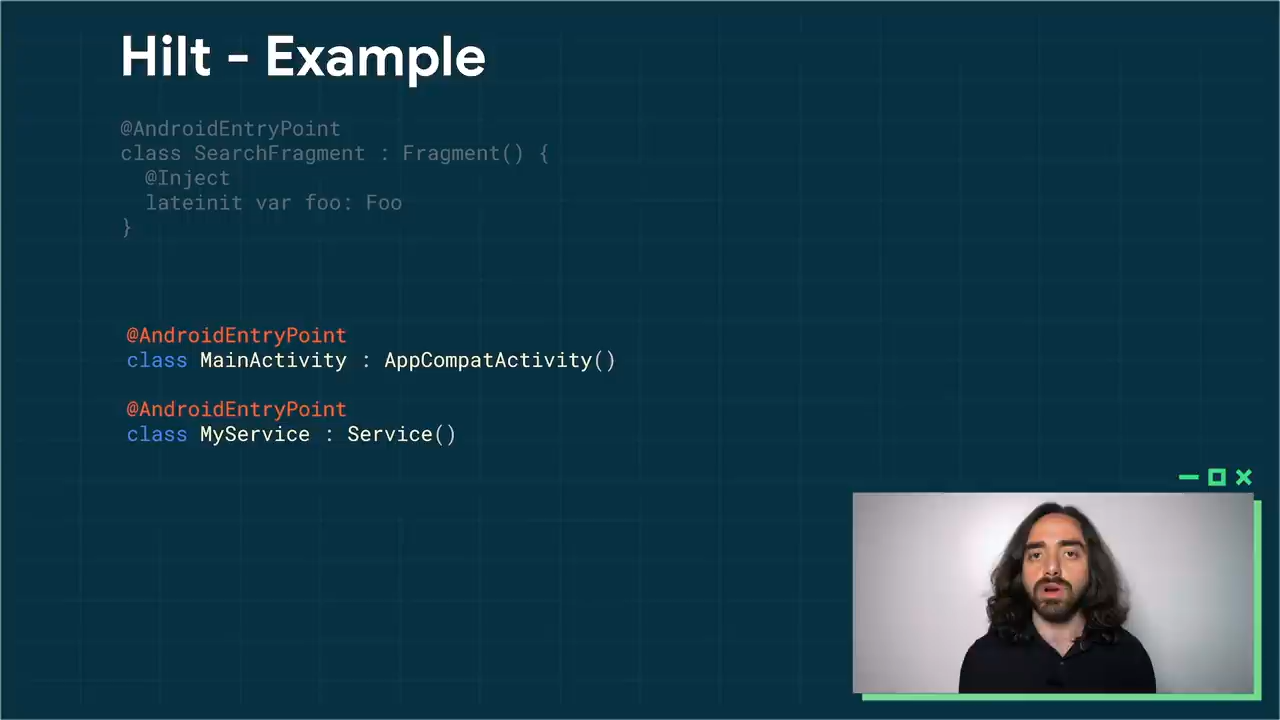 Hilt - Example
@AndroidEntryPoint
class SearchFragment : Fragment() {
@Inject
lateinit var foo: Foo
}
@AndroidEntryPoint
class MainActivity : AppCompatActivity()
@AndroidEntryPoint
class MyService : Service()